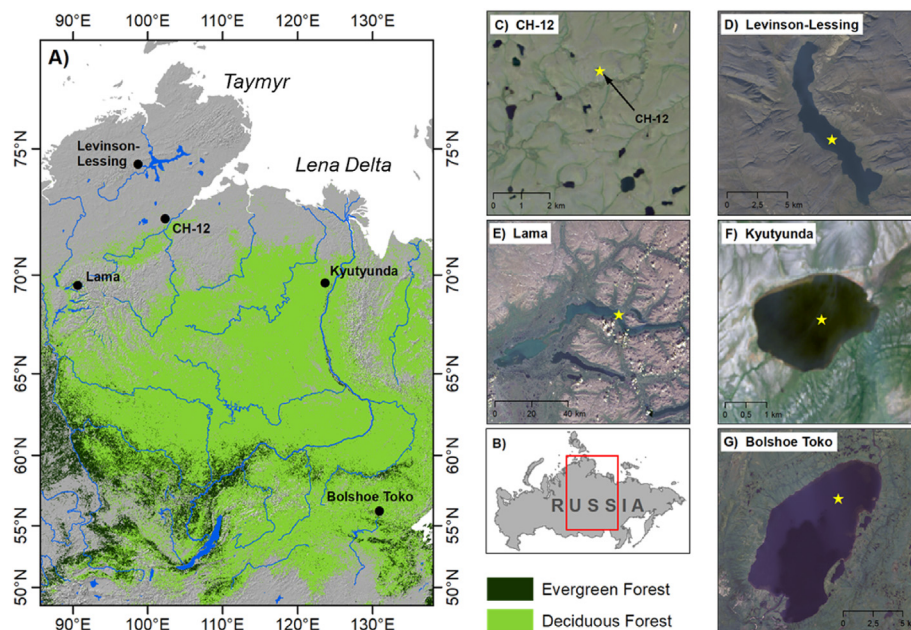 90°E 100°E 110°E 120°E 130°E
A)
Taymyr
Levinson-
Lessing
Lena Delta
CH-12
Lama
Kyutyunda
Bolshoe Toko
75°N
70°N
65°N
60°N
55°N
50°N
75°N
70°N
65°N
60°N
55°N
50°N
90°E 100°E 110°E 120°E 130°E
C) CH-12
CH-12
0 1 2 km
D) Levinson-Lessing
0 2.5 5 km
E) Lama
0 20 40 km
F) Kyutyunda
0 0.5 1 km
B)
RUSSIA
G) Bolshoe Toko
0 2.5 5 k
Evergreen Forest
Deciduous Forest